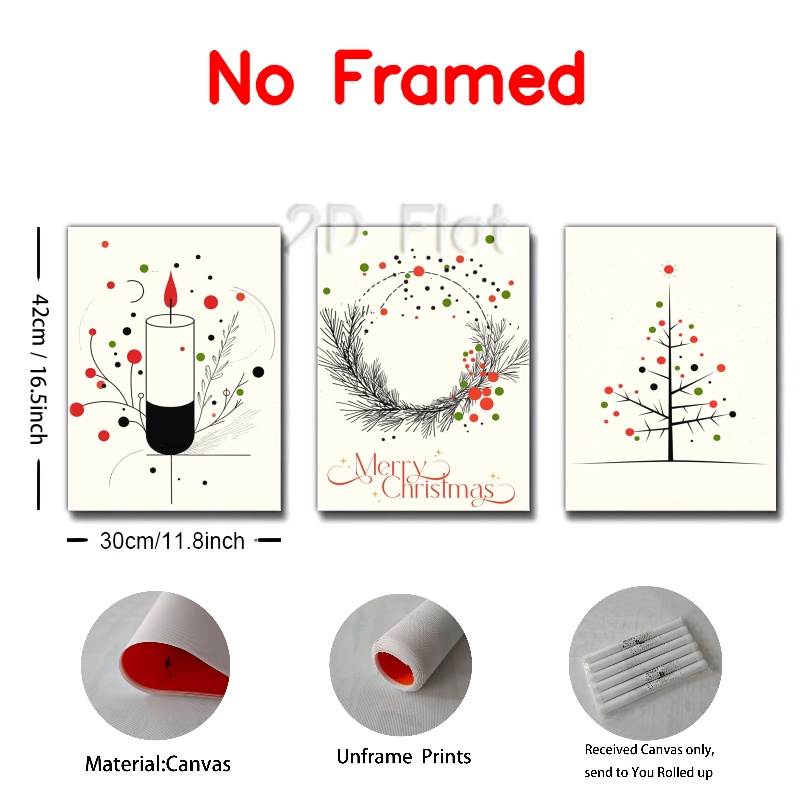 No Framed
2D Flat
42cm / 16.5inch
Merry
Christmas
30cm/11.8inch
Material:Canvas
Unframe Prints
Received Canvas only,
send to You Rolled up